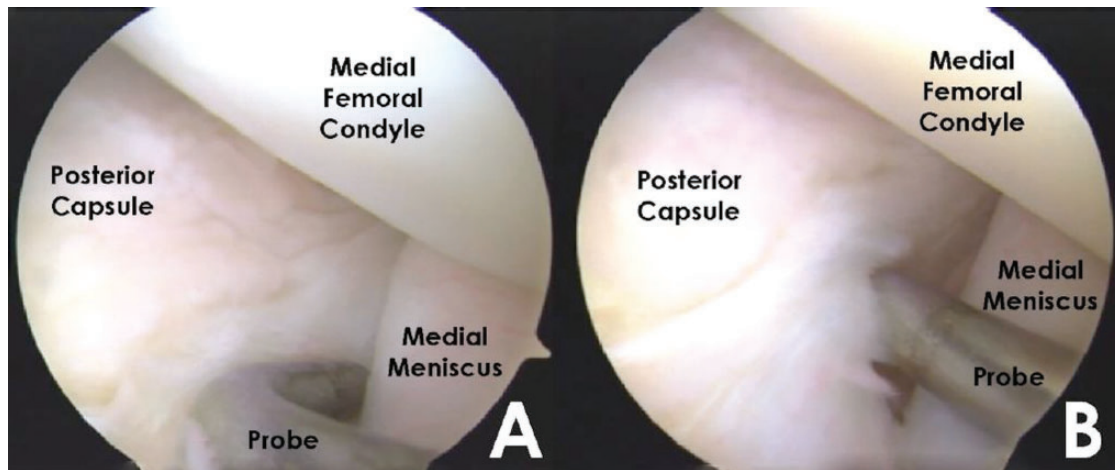 Medial
Femoral
Condyle
Posterior
Capsule
Medial
Meniscus
Probe
A
Medial
Femoral
Condyle
Posterior
Capsule
Medial
Meniscus
Probe
B